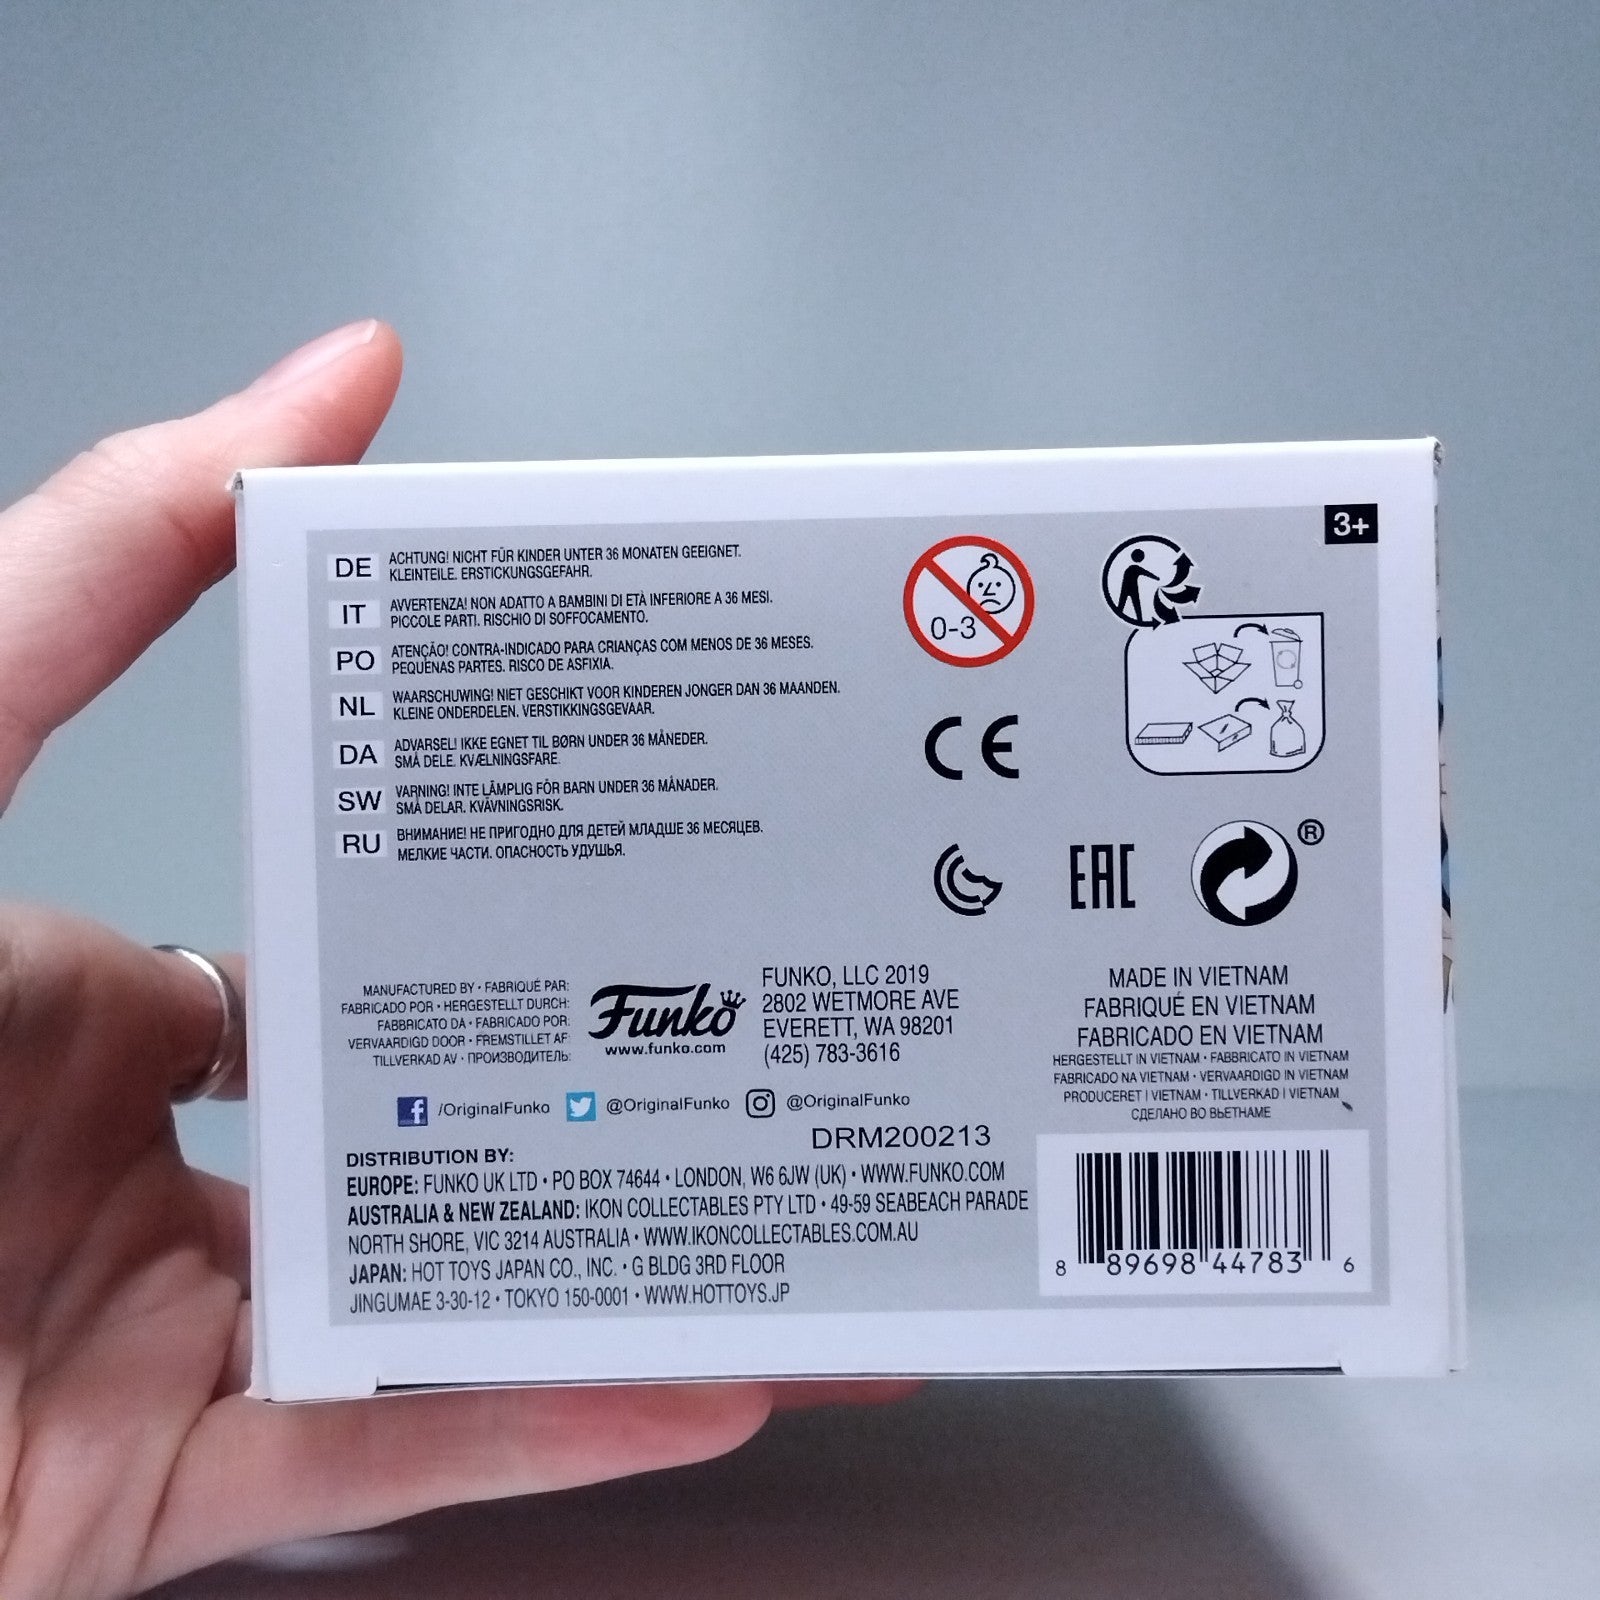 3+
DE
ACHTUNG! NICHT FÜR KINDER UNTER 36 MONATEN GEEIGNET.
KLEINTEILE. ERSTICKUNGSGEFAHR.
IT
AVVERTENZA! NON ADATTO A BAMBINI DI ETÀ INFERIORE A 36 MESI.
PICCOLE PARTI. RISCHIO DI SOFFOCAMENTO.
PO
ATENÇÃO! CONTRA-INDICADO PARA CRIANÇAS COM MENOS DE 36 MESES.
PEQUENAS PARTES. RISCO DE ASFIXIA.
NL
WAARSCHUWING! NIET GESCHIKT VOOR KINDEREN JONGER DAN 36 MAANDEN.
KLEINE ONDERDELEN. VERSTIKKINGSGEVAAR.
DA
ADVARSEL! IKKE EGNET TIL BØRN UNDER 36 MÅNEDER.
SMÅ DELE. KVÆLNINGSFARE.
SW
VARNING! INTE LÄMPLIG FÖR BARN UNDER 36 MÅNADER.
SMÅ DELAR. KVÄVNINGSRISK.
RU
ВНИМАНИЕ! НЕ ПРИГОДНО ДЛЯ ДЕТЕЙ МЛАДШЕ 36 МЕСЯЦЕВ.
МЕЛКИЕ ЧАСТИ. ОПАСНОСТЬ УДУШЬЯ.
0-3
CE
EAC
®
MANUFACTURED BY • FABRIQUÉ PAR:
FABRICADO POR • HERGESTELLT DURCH:
FABBRICATO DA • FABRICADO POR:
VERVAARDIGD DOOR • FREMSTILLET AF:
TILLVERKAD AV • ПРОИЗВОДИТЕЛЬ:
Funko
www.funko.com
FUNKO, LLC 2019
2802 WETMORE AVE
EVERETT, WA 98201
(425) 783-3616
MADE IN VIETNAM
FABRIQUÉ EN VIETNAM
FABRICADO EN VIETNAM
HERGESTELLT IN VIETNAM • FABBRICATO IN VIETNAM
FABRICADO NA VIETNAM • VERVAARDIGD IN VIETNAM
PRODUCERET I VIETNAM • TILLVERKAD I VIETNAM
СДЕЛАНО ВО ВЬЕТНАМЕ
/OriginalFunko @OriginalFunko @OriginalFunko
DRM200213
DISTRIBUTION BY:
EUROPE: FUNKO UK LTD • PO BOX 74644 • LONDON, W6 6JW (UK) • WWW.FUNKO.COM
AUSTRALIA & NEW ZEALAND: IKON COLLECTABLES PTY LTD • 49-59 SEABEACH PARADE
NORTH SHORE, VIC 3214 AUSTRALIA • WWW.IKONCOLLECTABLES.COM.AU
JAPAN: HOT TOYS JAPAN CO., INC. • G BLDG 3RD FLOOR
JINGUMAE 3-30-12 • TOKYO 150-0001 • WWW.HOTTOYS.JP
8 89698 44783 6